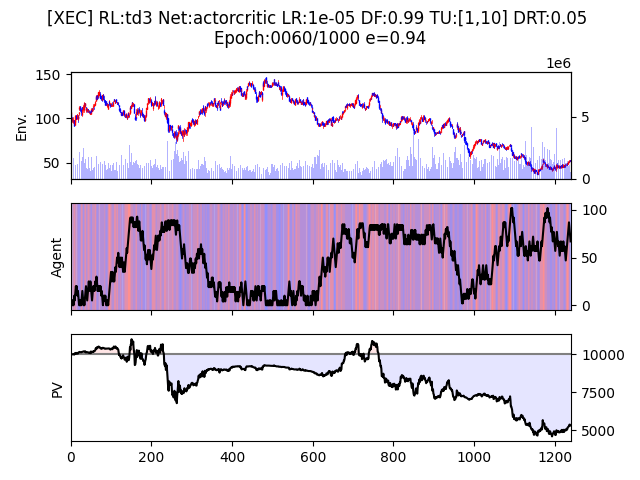 [XEC] RL:td3 Net:actorcritic LR:1e-05 DF:0.99 TU:[1,10] DRT:0.05
Epoch:0060/1000 e=0.94
1e6
150
100
50
Env.
5
0
Agent
100
50
0
PV
10000
7500
5000
0 200 400 600 800 1000 1200